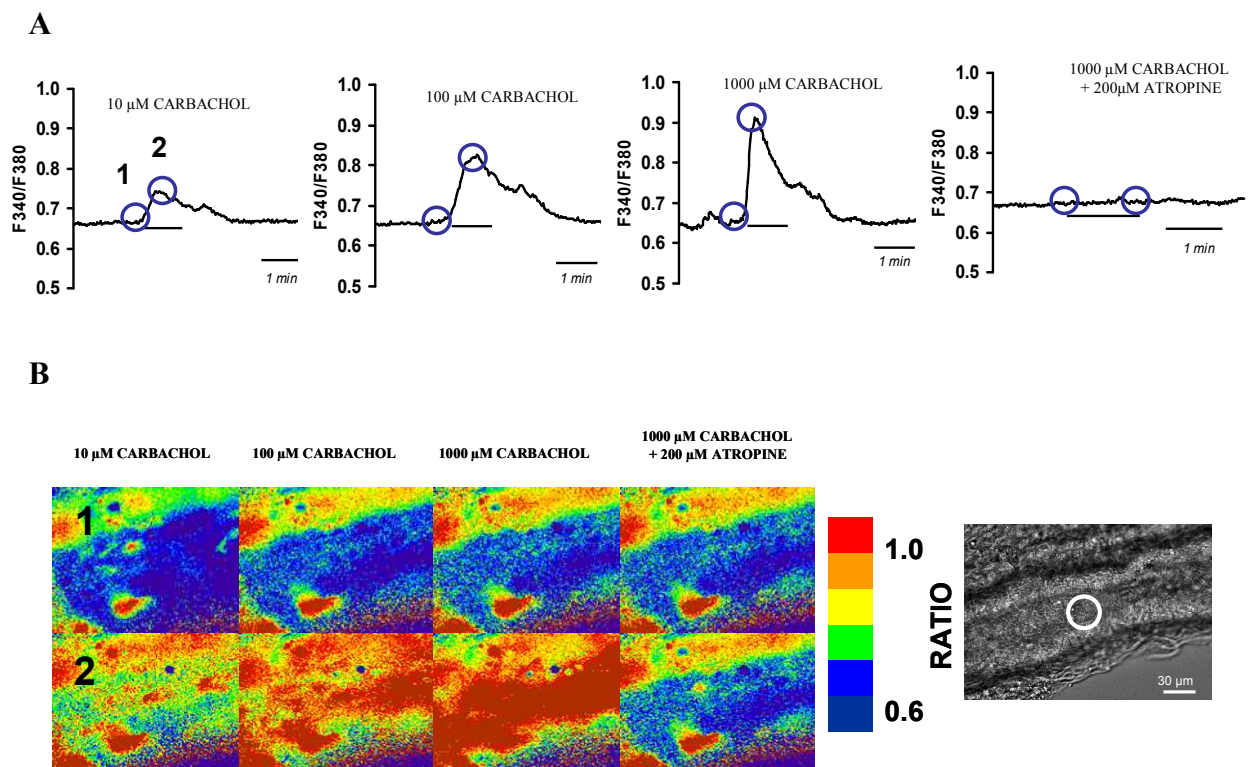 A
10 µM CARBACHOL
1
2
F340/F380
1.0
0.9
0.8
0.7
0.6
0.5
1 min
100 µM CARBACHOL
F340/F380
1.0
0.9
0.8
0.7
0.6
0.5
1 min
1000 µM CARBACHOL
F340/F380
1.0
0.9
0.8
0.7
0.6
0.5
1 min
1000 µM CARBACHOL
+ 200µM ATROPINE
F340/F380
1.0
0.9
0.8
0.7
0.6
0.5
1 min
B
10 µM CARBACHOL
100 µM CARBACHOL
1000 µM CARBACHOL
1000 µM CARBACHOL
+ 200 µM ATROPINE
1
2
1.0
0.6
RATIO
30 µm